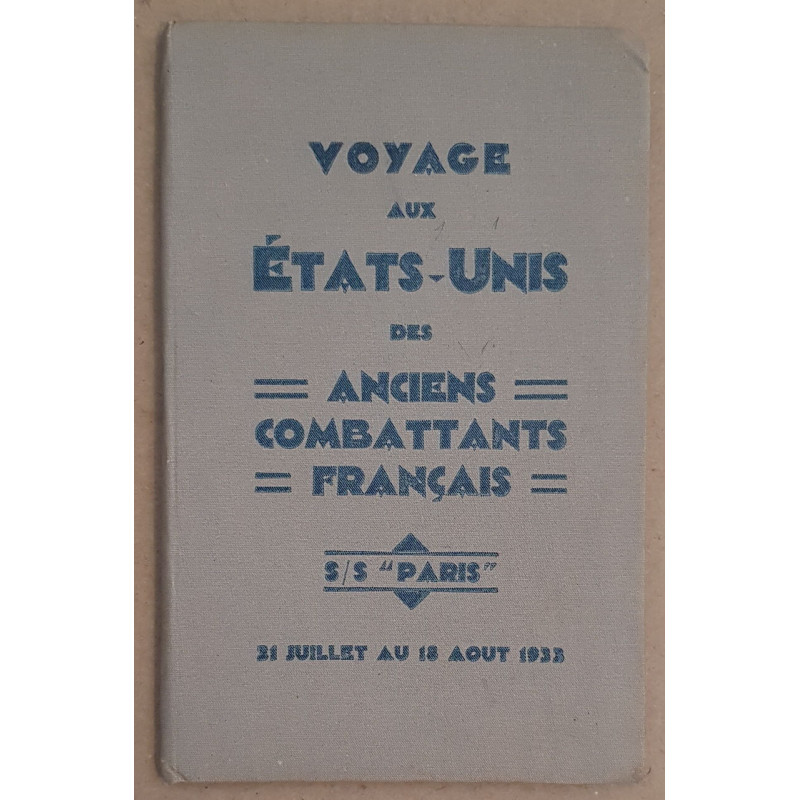 VOYAGE
AUX
ÉTATS-UNIS
DES
ANCIENS
COMBATTANTS
FRANÇAIS
S/S "PARIS"
21 JUILLET AU 18 AOUT 1933